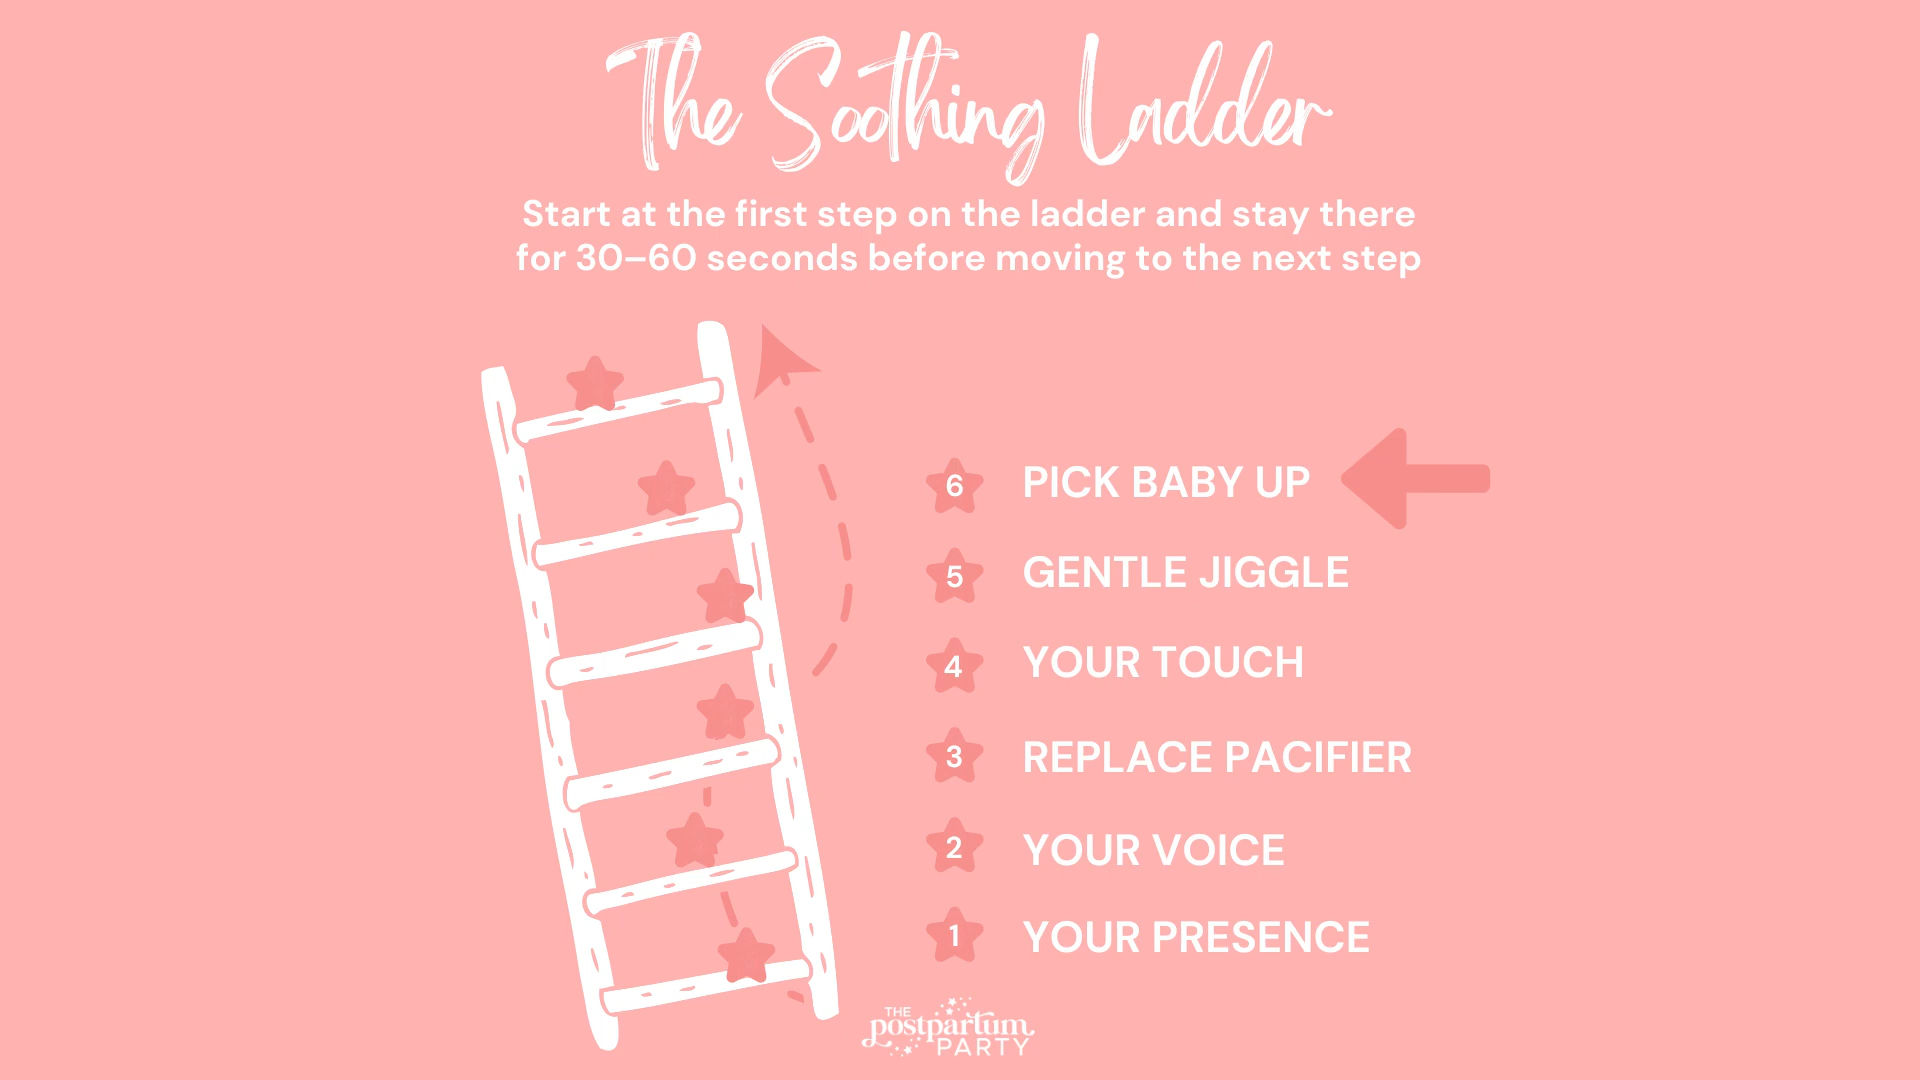 The Soothing Ladder
Start at the first step on the ladder and stay there
for 30–60 seconds before moving to the next step
6 PICK BABY UP
5 GENTLE JIGGLE
4 YOUR TOUCH
3 REPLACE PACIFIER
2 YOUR VOICE
1 YOUR PRESENCE
THE
postpartum
PARTY